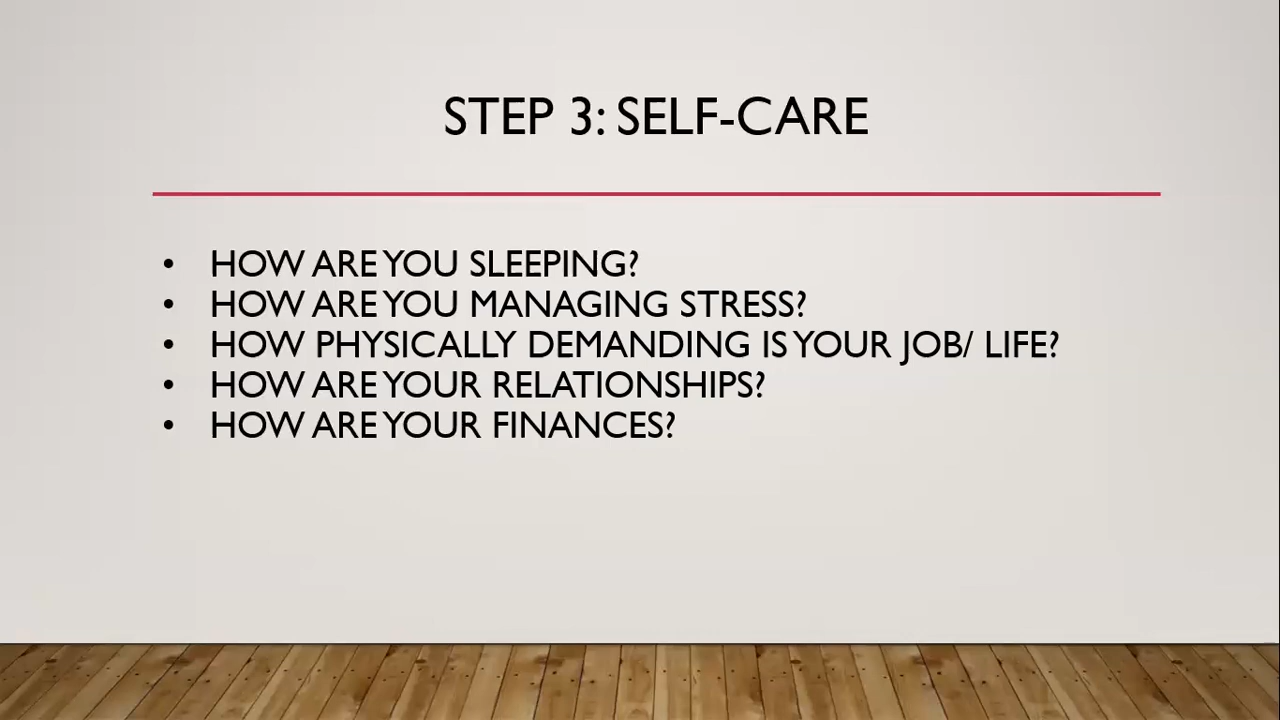 STEP 3: SELF-CARE
• HOW ARE YOU SLEEPING?
• HOW ARE YOU MANAGING STRESS?
• HOW PHYSICALLY DEMANDING IS YOUR JOB/ LIFE?
• HOW ARE YOUR RELATIONSHIPS?
• HOW ARE YOUR FINANCES?